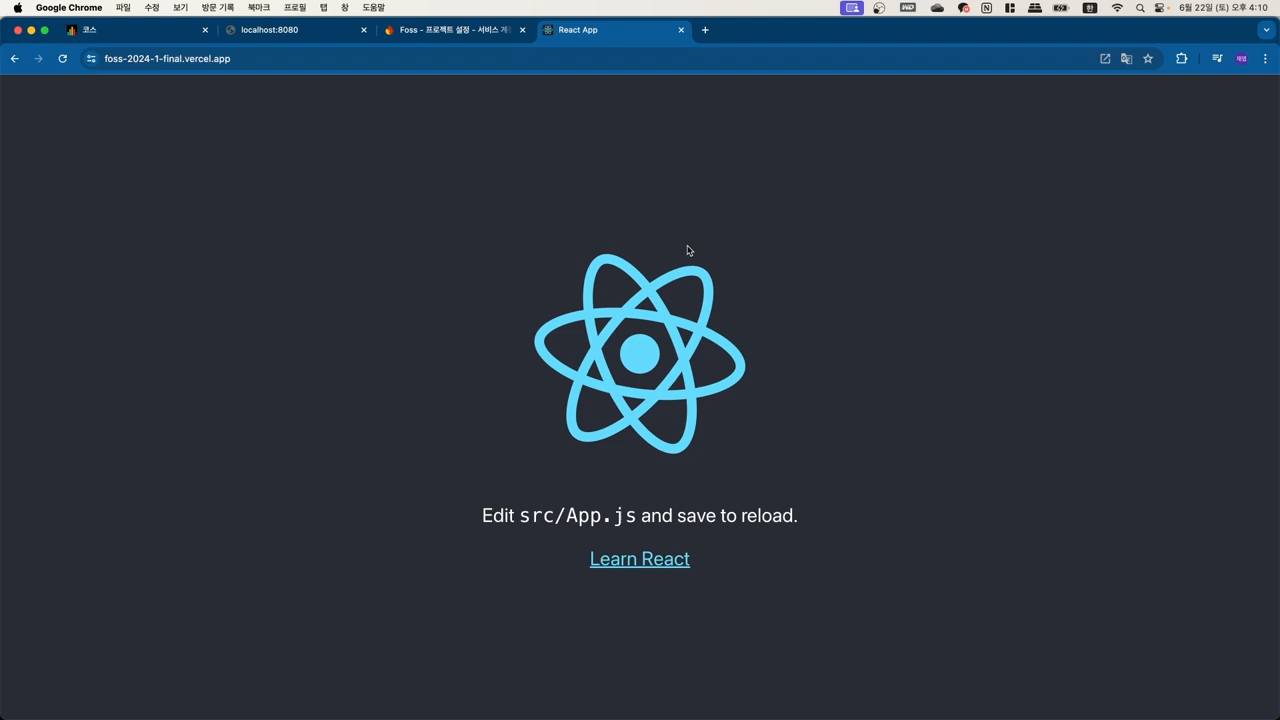 Google Chrome 파일 수정 보기 방문 기록 북마크 프로필 탭 창 도움말 한 6월 22일 (토) 오후 4:10
코스 localhost:8080 Foss - 프로젝트 설정 - 서비스 React App
foss-2024-1-final.vercel.app
Edit src/App.js and save to reload.
Learn React